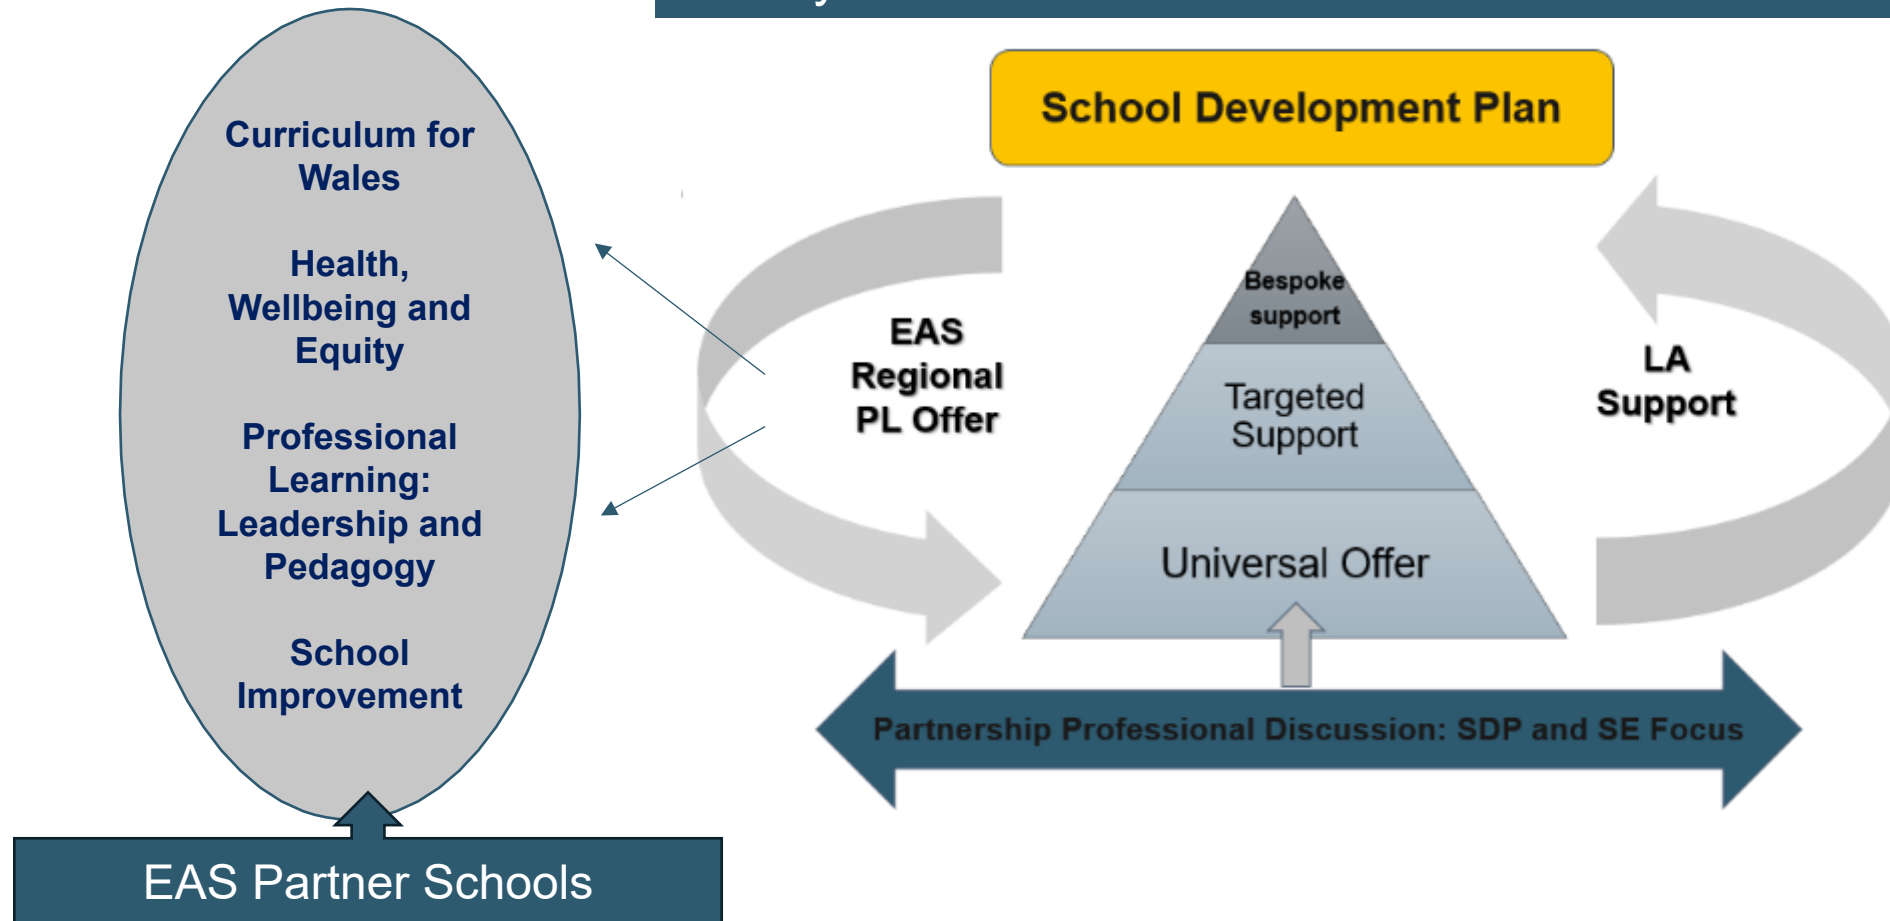 School Development Plan
Curriculum for
Wales
Health,
Wellbeing and
Equity
Professional
Learning:
Leadership and
Pedagogy
School
Improvement
EAS Partner Schools
EAS
Regional
PL Offer
Bespoke
support
Targeted
Support
Universal Offer
LA
Support
Partnership Professional Discussion: SDP and SE Focus